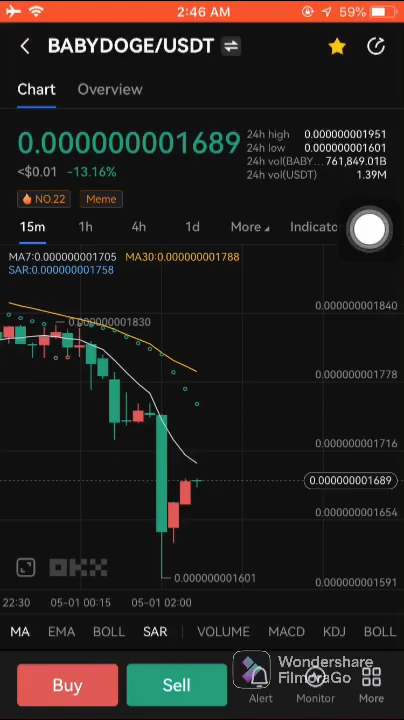 2:46 AM 59%
BABYDOGE/USDT
Chart Overview
0.000000001689
<$0.01 -13.16%
24h high 0.000000001951
24h low 0.000000001601
24h vol(BABY... 761,849.01B
24h vol(USDT) 1.39M
NO.22 Meme
15m 1h 4h 1d More Indicato
MA7:0.000000001705 MA30:0.000000001788
SAR:0.000000001758
0.000000001840
0.000000001830
0.000000001778
0.000000001716
0.000000001689
0.000000001654
0.000000001601
0.000000001591
OKX
22:30 05-01 00:15 05-01 02:00
MA EMA BOLL SAR VOLUME MACD KDJ BOLL
Buy Sell
Wondershare
FilmoraGo
Alert Monitor More